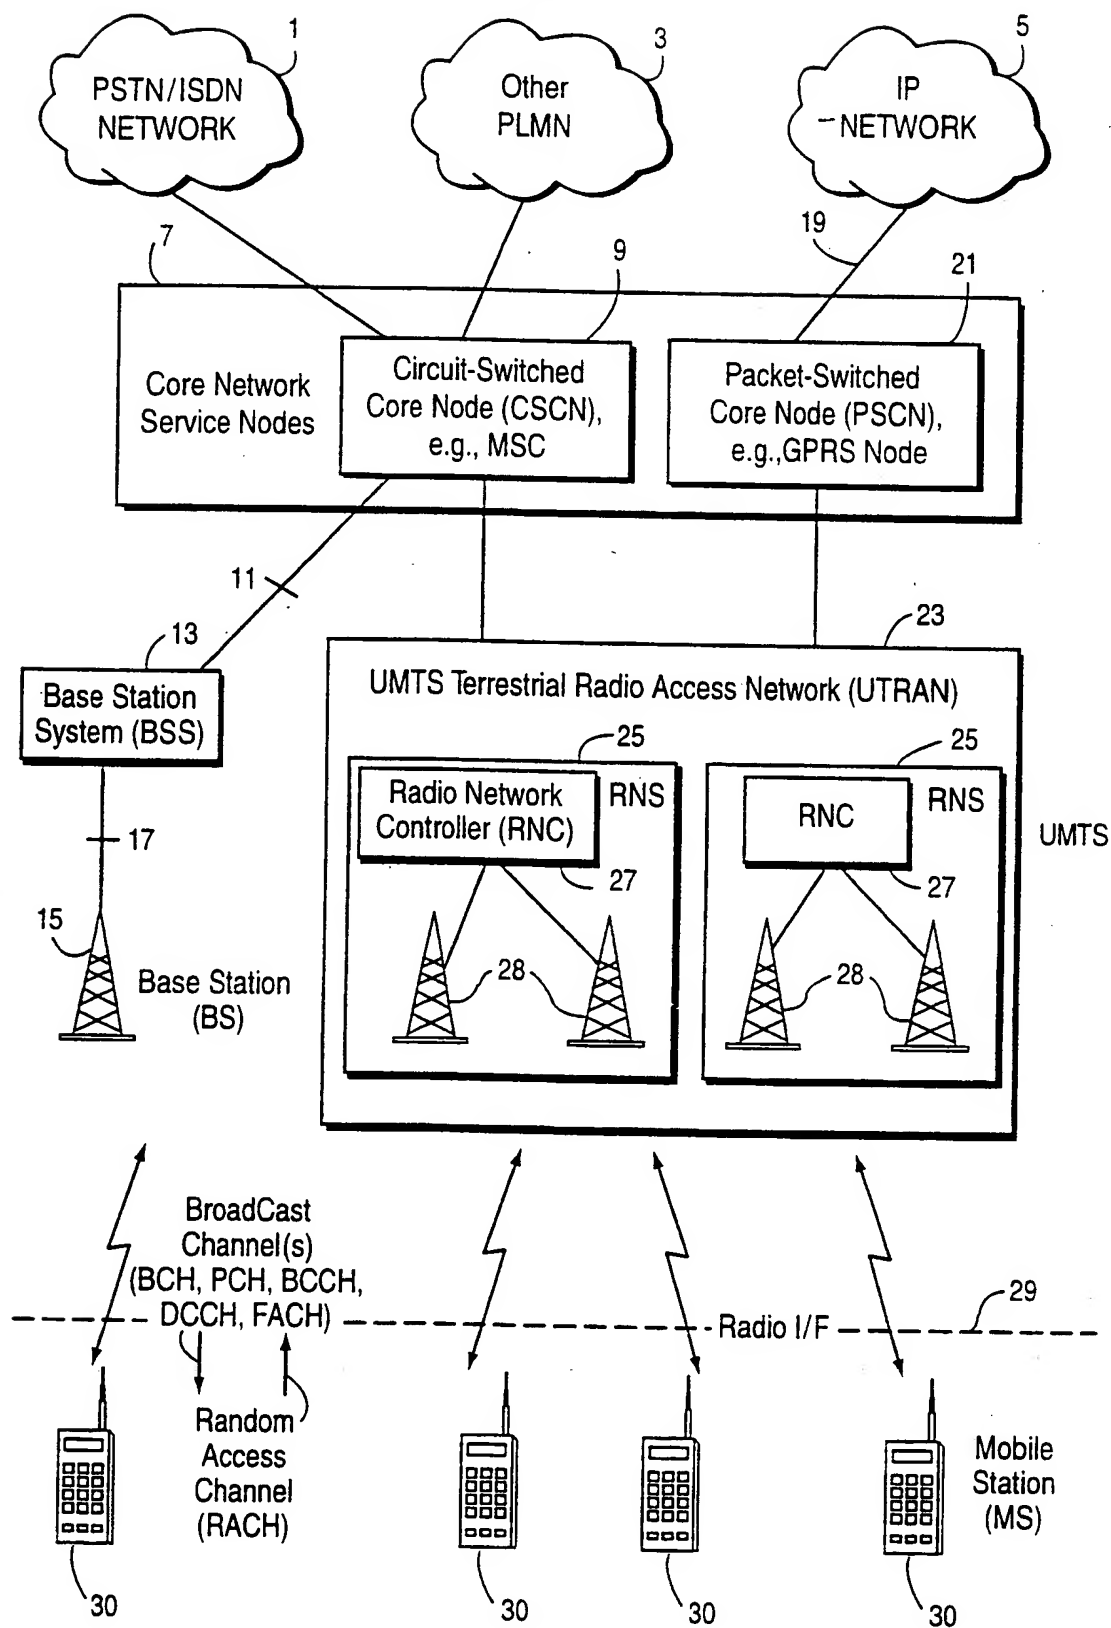 1
3
5
PSTN/ISDN
NETWORK
Other
PLMN
IP
NETWORK
7
9
19
21
Core Network
Service Nodes
Circuit-Switched
Core Node (CSCN),
e.g., MSC
Packet-Switched
Core Node (PSCN),
e.g.,GPRS Node
11
13
23
Base Station
System (BSS)
UMTS Terrestrial Radio Access Network (UTRAN)
25
25
Radio Network
Controller (RNC)
RNS
RNC
RNS
UMTS
17
27
27
15
Base Station
(BS)
28
28
BroadCast
Channel(s)
(BCH, PCH, BCCH,
DCCH, FACH)
Radio I/F
29
Random
Access
Channel
(RACH)
Mobile
Station
(MS)
30
30
30
30